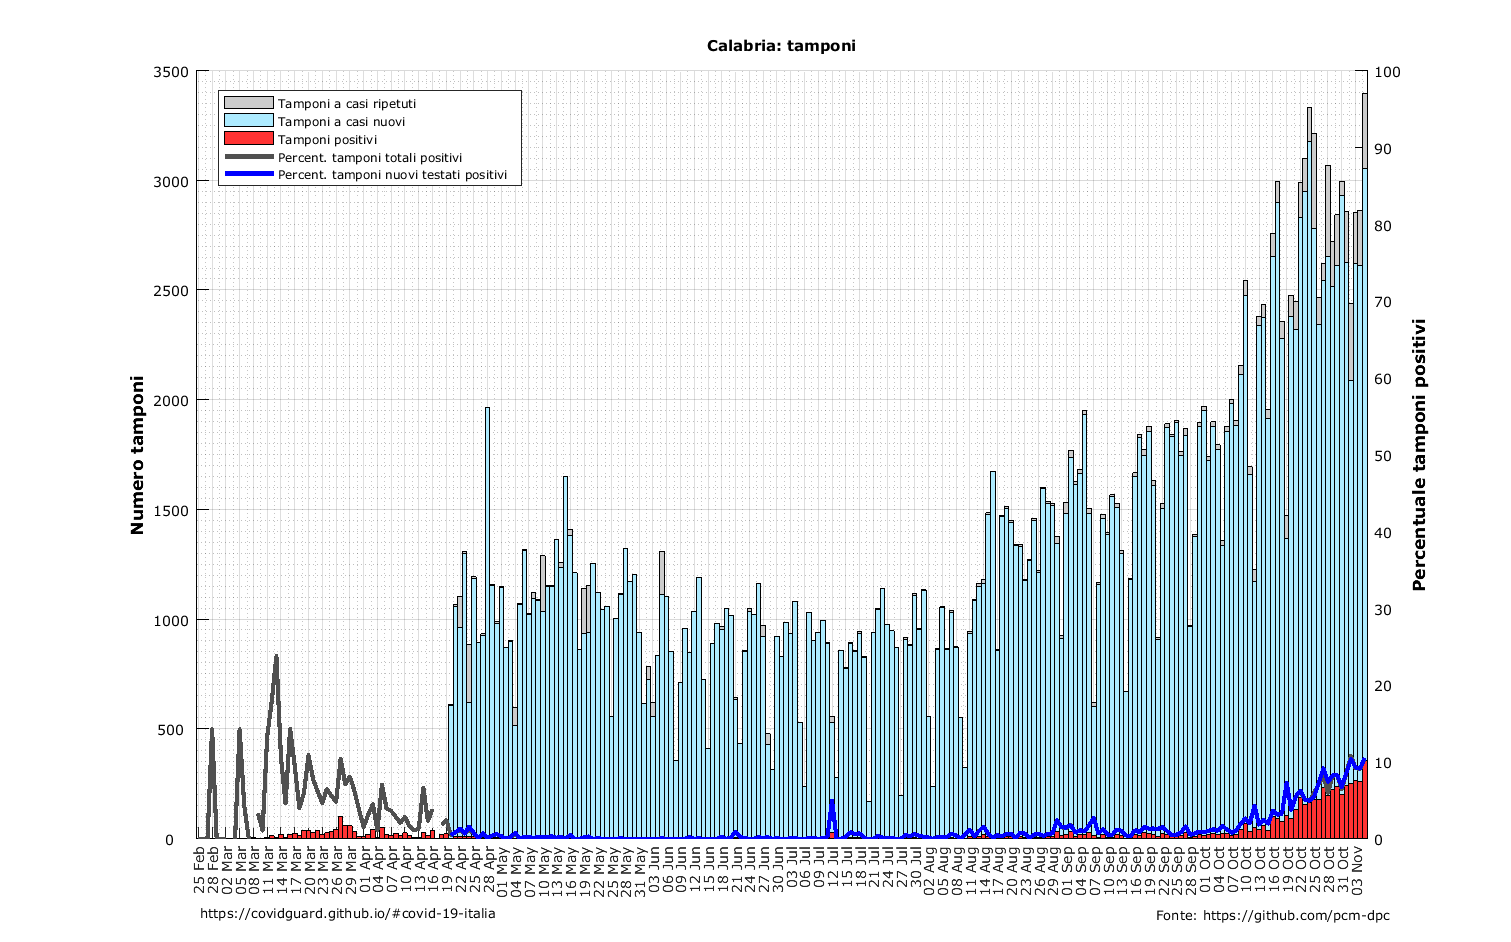 Calabria: tamponi
Tamponi a casi ripetuti
Tamponi a casi nuovi
Tamponi positivi
Percent. tamponi totali positivi
Percent. tamponi nuovi testati positivi
Numero tamponi
3500
3000
2500
2000
1500
1000
500
0
Percentuale tamponi positivi
100
90
80
70
60
50
40
30
20
10
0
25 Feb
28 Feb
02 Mar
05 Mar
08 Mar
11 Mar
14 Mar
17 Mar
20 Mar
23 Mar
26 Mar
29 Mar
01 Apr
04 Apr
07 Apr
10 Apr
13 Apr
16 Apr
19 Apr
22 Apr
25 Apr
28 Apr
01 May
04 May
07 May
10 May
13 May
16 May
19 May
22 May
25 May
28 May
31 May
03 Jun
06 Jun
09 Jun
12 Jun
15 Jun
18 Jun
21 Jun
24 Jun
27 Jun
30 Jun
03 Jul
06 Jul
09 Jul
12 Jul
15 Jul
18 Jul
21 Jul
24 Jul
27 Jul
30 Jul
02 Aug
05 Aug
08 Aug
11 Aug
14 Aug
17 Aug
20 Aug
23 Aug
26 Aug
29 Aug
01 Sep
04 Sep
07 Sep
10 Sep
13 Sep
16 Sep
19 Sep
22 Sep
25 Sep
28 Sep
01 Oct
04 Oct
07 Oct
10 Oct
13 Oct
16 Oct
19 Oct
22 Oct
25 Oct
28 Oct
31 Oct
03 Nov
https://covidguard.github.io/#covid-19-italia
Fonte: https://github.com/pcm-dpc